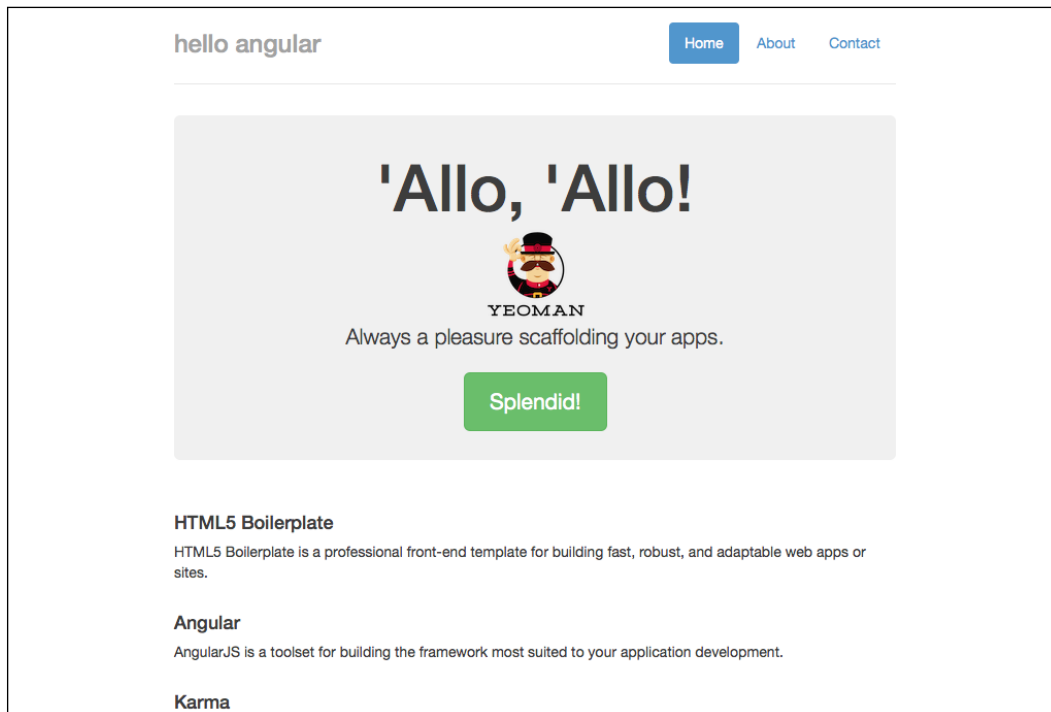 hello angular
Home About Contact
'Allo, 'Allo!
YEOMAN
Always a pleasure scaffolding your apps.
Splendid!
HTML5 Boilerplate
HTML5 Boilerplate is a professional front-end template for building fast, robust, and adaptable web apps or
sites.
Angular
AngularJS is a toolset for building the framework most suited to your application development.
Karma